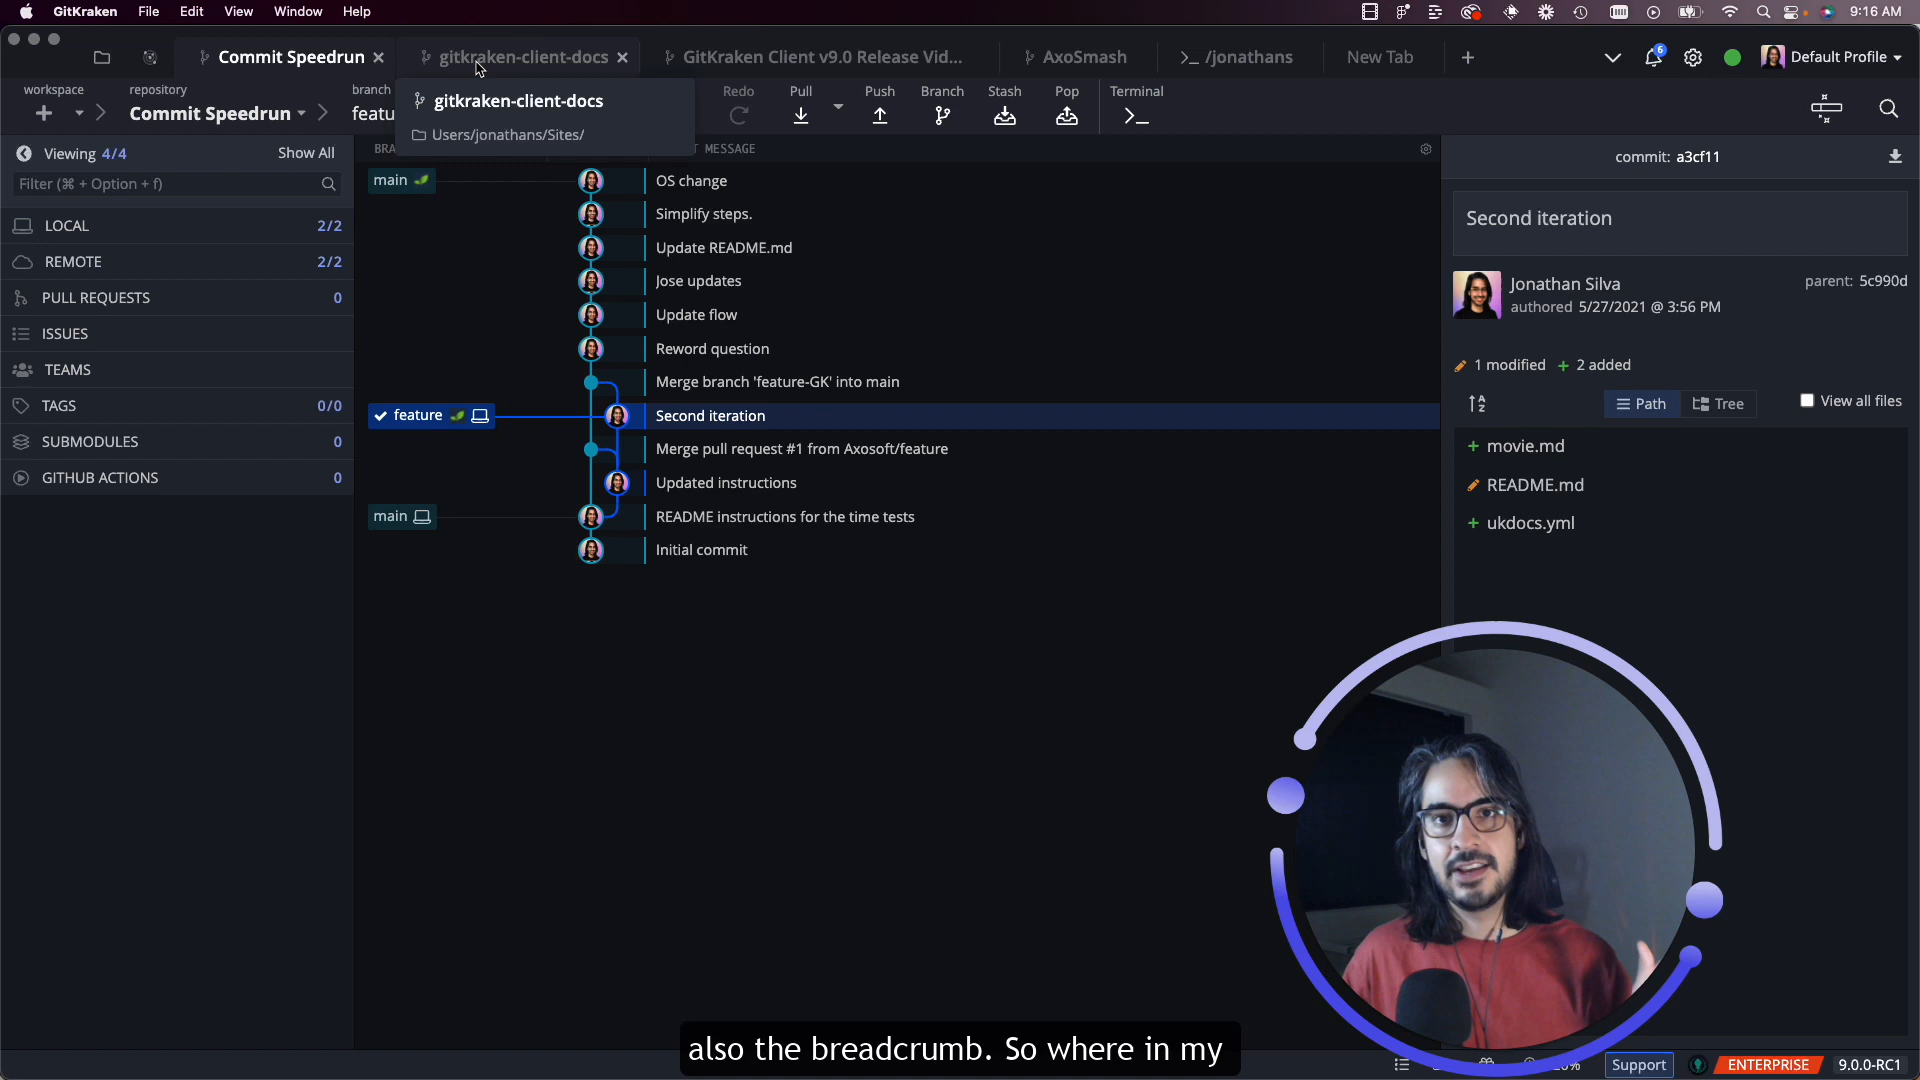 GitKraken File Edit View Window Help 9:16 AM
Commit Speedrun gitkraken-client-docs GitKraken Client v9.0 Release Vid... AxoSmash >_ /jonathans New Tab + 6 Default Profile
workspace repository branch Redo Pull Push Branch Stash Pop Terminal
Commit Speedrun featu
gitkraken-client-docs
Users/jonathans/Sites/
Viewing 4/4 Show All
BRA T MESSAGE
commit: a3cf11
Filter (⌘ + Option + f)
LOCAL 2/2
REMOTE 2/2
PULL REQUESTS 0
ISSUES
TEAMS
TAGS 0/0
SUBMODULES 0
GITHUB ACTIONS 0
main OS change
Simplify steps.
Update README.md
Jose updates
Update flow
Reword question
Merge branch 'feature-GK' into main
feature Second iteration
Merge pull request #1 from Axosoft/feature
Updated instructions
main README instructions for the time tests
Initial commit
Second iteration
Jonathan Silva parent: 5c990d
authored 5/27/2021 @ 3:56 PM
1 modified + 2 added
Path Tree View all files
+ movie.md
README.md
+ ukdocs.yml
also the breadcrumb. So where in my
Support ENTERPRISE 9.0.0-RC1